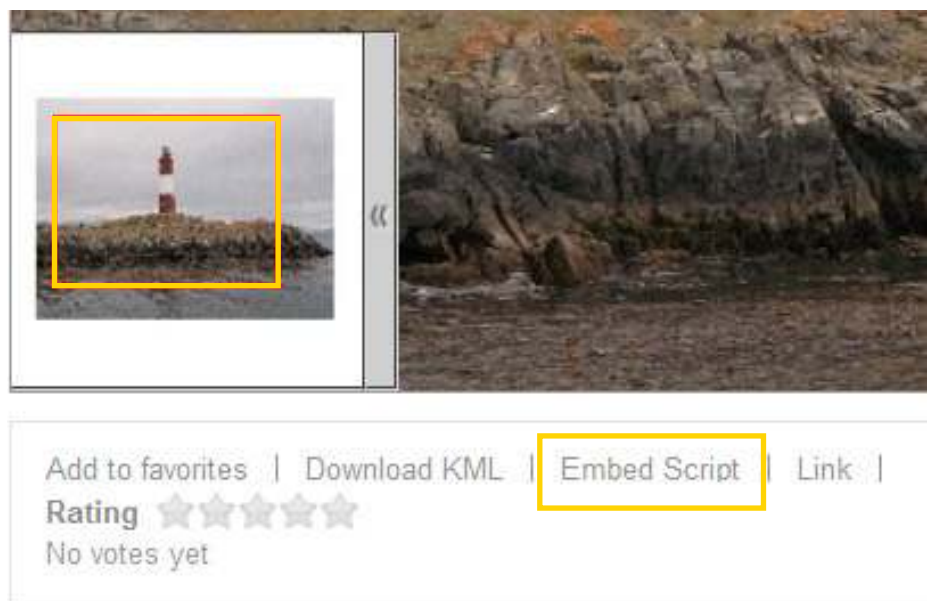 «
Add to favorites | Download KML | Embed Script | Link |
Rating
No votes yet